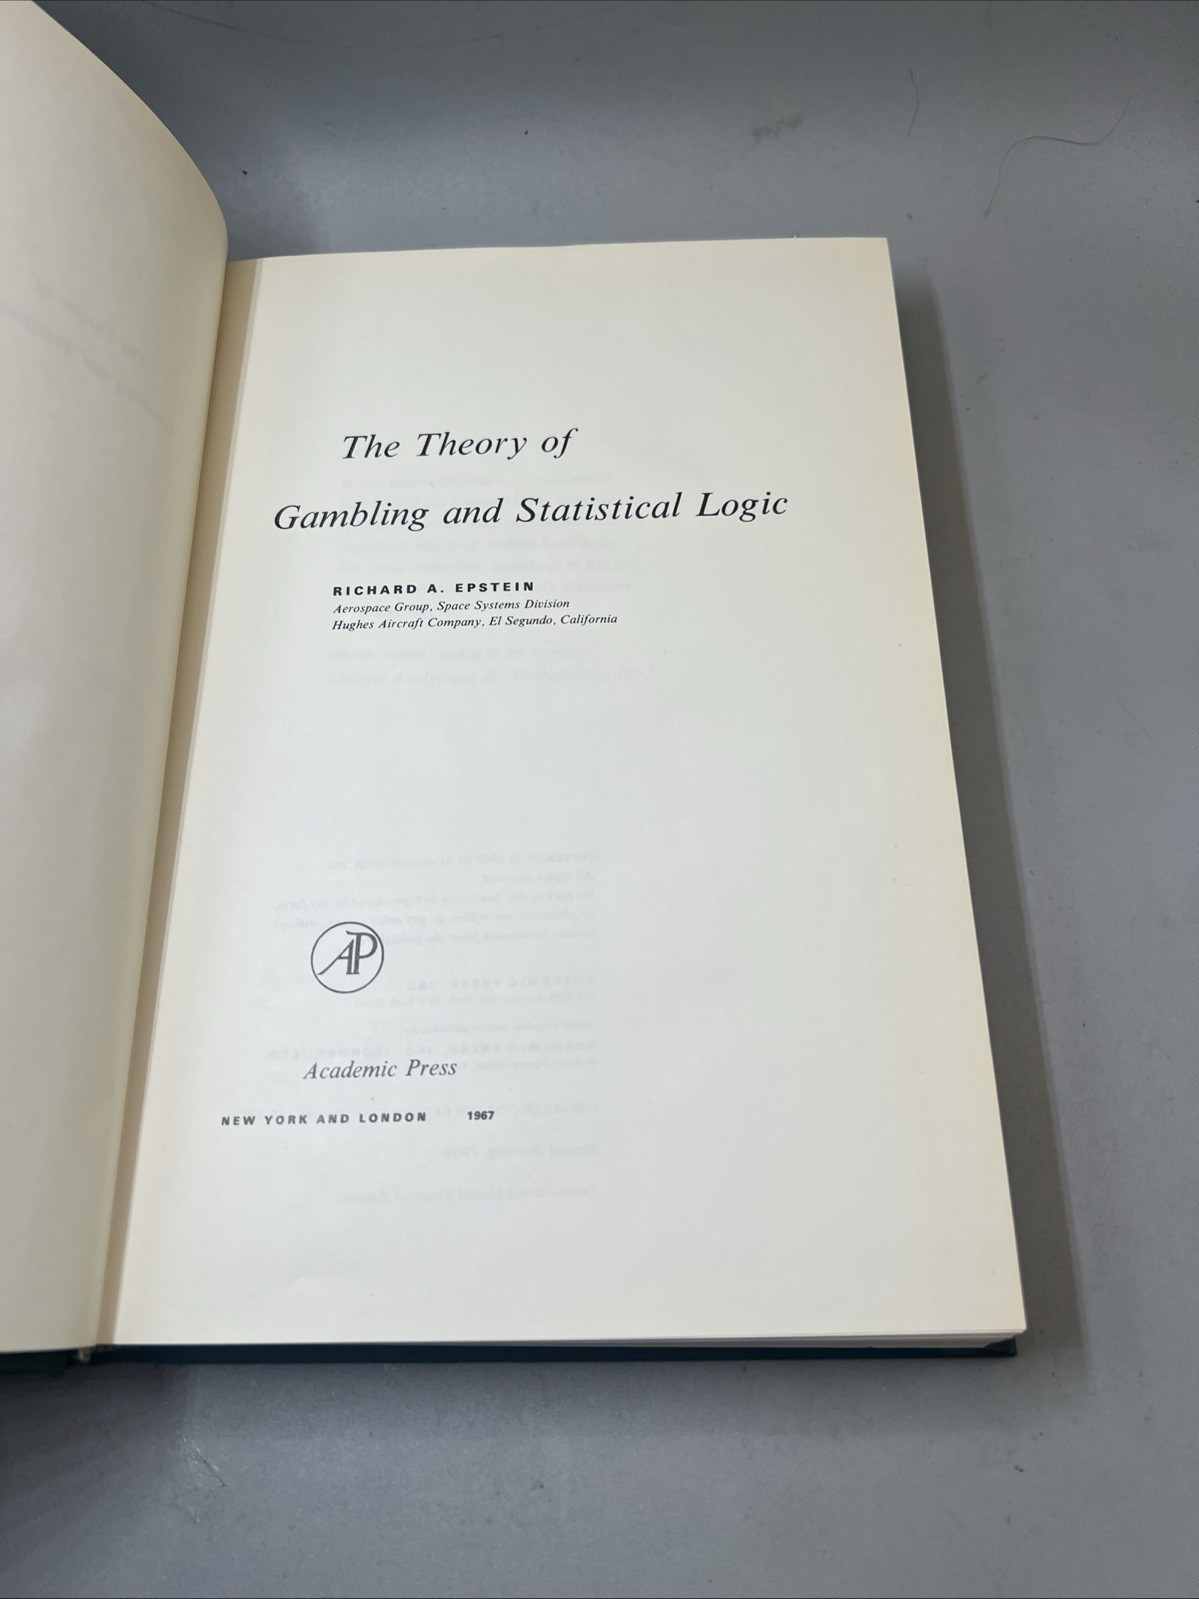 The Theory of
Gambling and Statistical Logic
RICHARD A. EPSTEIN
Aerospace Group, Space Systems Division
Hughes Aircraft Company, El Segundo, California
AP
Academic Press
NEW YORK AND LONDON 1967